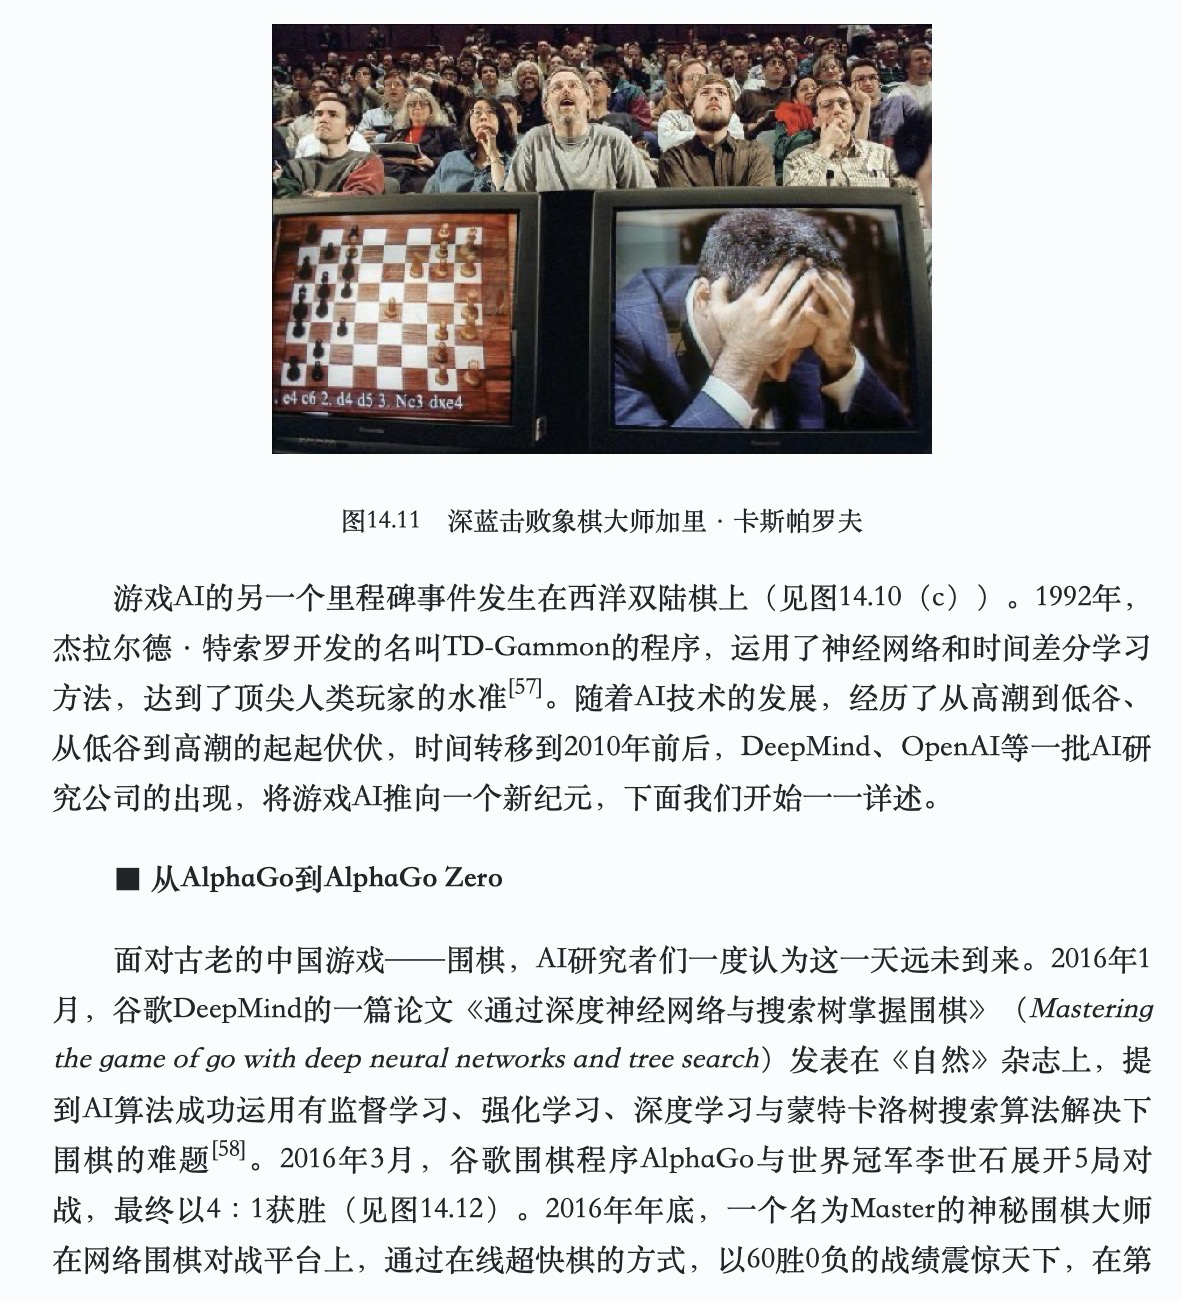 . e4 c6 2. d4 d5 3. Nc3 dxe4
图14.11 深蓝击败象棋大师加里·卡斯帕罗夫
游戏AI的另一个里程碑事件发生在西洋双陆棋上（见图14.10（c））。1992年，
杰拉尔德·特索罗开发的名叫TD-Gammon的程序，运用了神经网络和时间差分学习
方法，达到了顶尖人类玩家的水准[57]。随着AI技术的发展，经历了从高潮到低谷、
从低谷到高潮的起起伏伏，时间转移到2010年前后，DeepMind、OpenAI等一批AI研
究公司的出现，将游戏AI推向一个新纪元，下面我们开始一一详述。
■ 从AlphaGo到AlphaGo Zero
面对古老的中国游戏——围棋，AI研究者们一度认为这一天远未到来。2016年1
月，谷歌DeepMind的一篇论文《通过深度神经网络与搜索树掌握围棋》（Mastering
the game of go with deep neural networks and tree search）发表在《自然》杂志上，提
到AI算法成功运用有监督学习、强化学习、深度学习与蒙特卡洛树搜索算法解决下
围棋的难题[58]。2016年3月，谷歌围棋程序AlphaGo与世界冠军李世石展开5局对
战，最终以4：1获胜（见图14.12）。2016年年底，一个名为Master的神秘围棋大师
在网络围棋对战平台上，通过在线超快棋的方式，以60胜0负的战绩震惊天下，在第